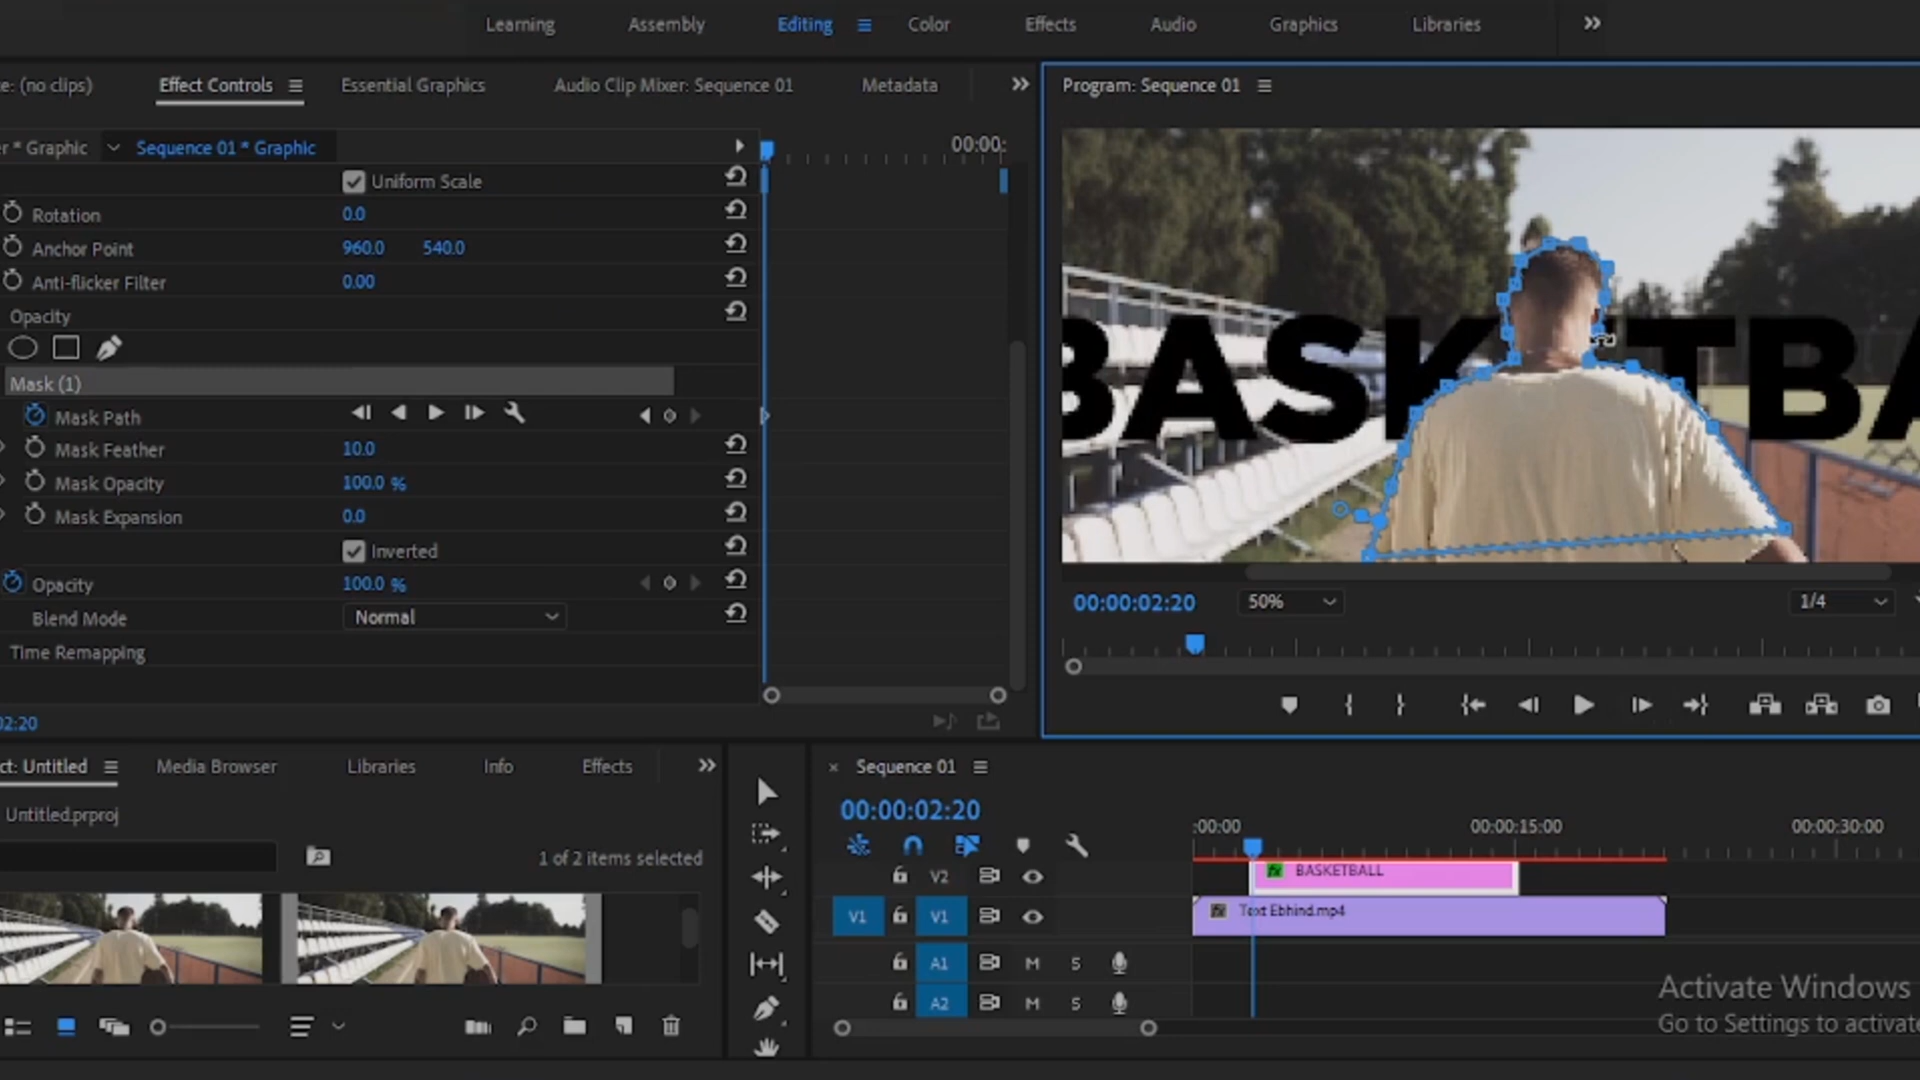 Learning Assembly Editing Color Effects Audio Graphics Libraries
e: (no clips) Effect Controls Essential Graphics Audio Clip Mixer: Sequence 01 Metadata
Program: Sequence 01
er * Graphic Sequence 01 * Graphic 00:00:
Uniform Scale
Rotation 0.0
Anchor Point 960.0 540.0
Anti-flicker Filter 0.00
Opacity
Mask (1)
Mask Path
Mask Feather 10.0
Mask Opacity 100.0 %
Mask Expansion 0.0
Inverted
Opacity 100.0 %
Blend Mode Normal
Time Remapping
02:20
BASKETBA
00:00:02:20 50% 1/4
ct: Untitled Media Browser Libraries Info Effects
Untitled.prproj
1 of 2 items selected
× Sequence 01
00:00:02:20
:00:00 00:00:15:00 00:00:30:00
V2 BASKETBALL
V1 V1 Text Ebhind.mp4
A1 M S
A2 M S
Activate Windows
Go to Settings to activate